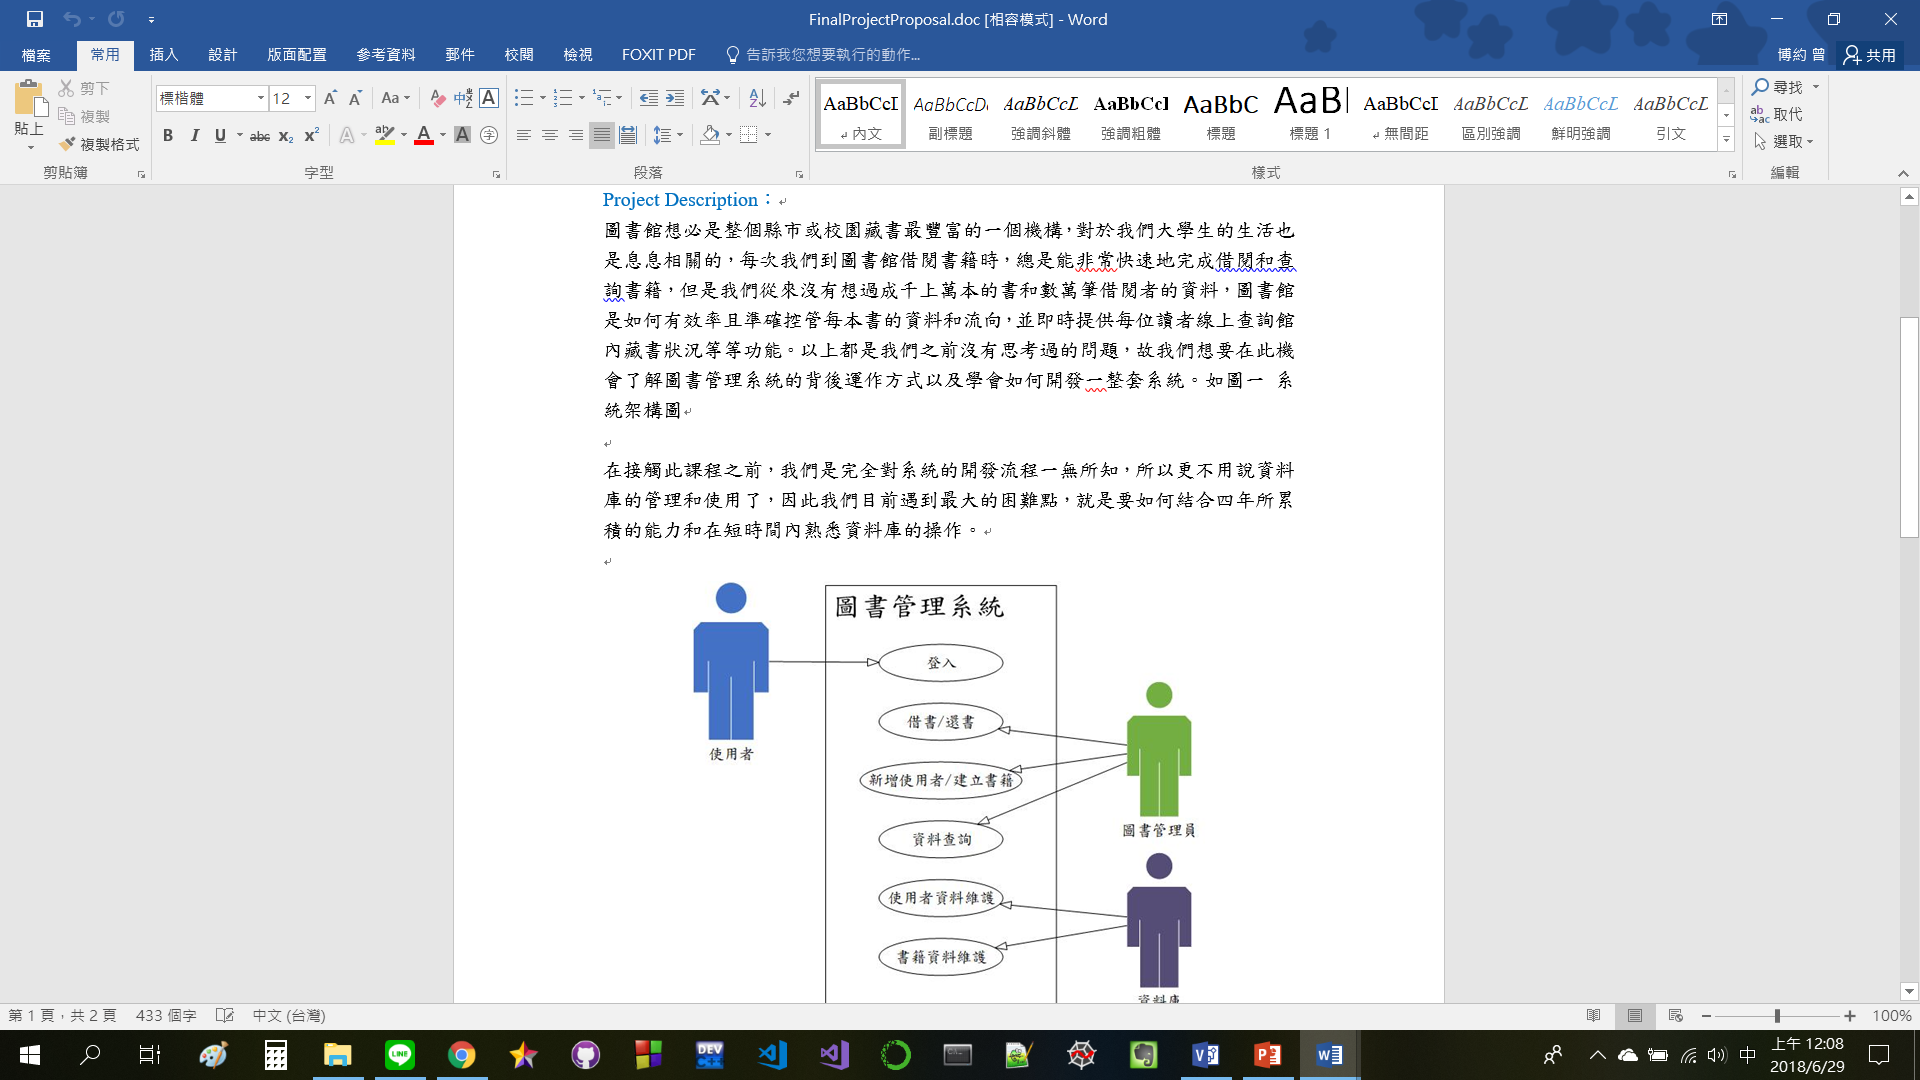 FinalProjectProposal.doc [相容模式] - Word
檔案 常用 插入 設計 版面配置 參考資料 郵件 校閱 檢視 FOXIT PDF 告訴我您想要執行的動作... 博約 曾 共用
貼上 剪下 複製 複製格式
標楷體 12
AaBbCcI AaBbCcDı AaBbCcL AaBbCcI AaBbC AaBl AaBbCcI AaBbCcL AaBbCcL AaBbCcL
內文 副標題 強調斜體 強調粗體 標題 標題 1 無間距 區別強調 鮮明強調 引文
尋找 取代 選取
剪貼簿 字型 段落 樣式 編輯
Project Description：
圖書館想必是整個縣市或校園藏書最豐富的一個機構，對於我們大學生的生活也
是息息相關的，每次我們到圖書館借閱書籍時，總是能非常快速地完成借閱和查
詢書籍，但是我們從來沒有想過成千上萬本的書和數萬筆借閱者的資料，圖書館
是如何有效率且準確控管每本書的資料和流向，並即時提供每位讀者線上查詢館
內藏書狀況等等功能。以上都是我們之前沒有思考過的問題，故我們想要在此機
會了解圖書管理系統的背後運作方式以及學會如何開發一整套系統。如圖一 系
統架構圖
在接觸此課程之前，我們是完全對系統的開發流程一無所知，所以更不用說資料
庫的管理和使用了，因此我們目前遇到最大的困難點，就是要如何結合四年所累
積的能力和在短時間內熟悉資料庫的操作。
圖書管理系統
登入
借書/還書
使用者
新增使用者/建立書籍
圖書管理員
資料查詢
使用者資料維護
書籍資料維護
資料庫
第 1 頁，共 2 頁 433 個字 中文 (台灣) 100%
中 上午 12:08
2018/6/29